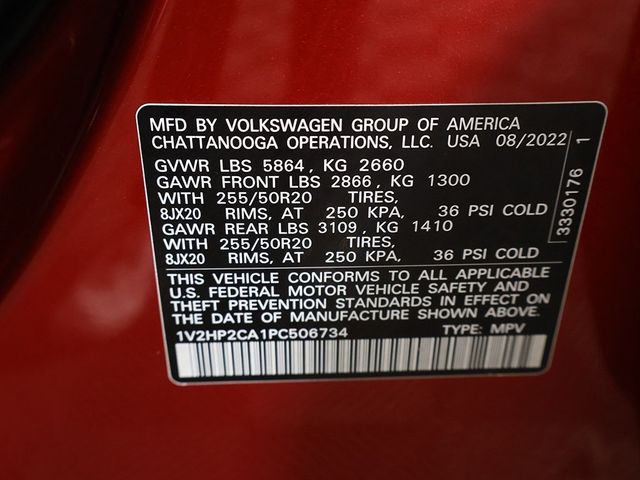 MFD BY VOLKSWAGEN GROUP OF AMERICA
CHATTANOOGA OPERATIONS, LLC. USA 08/2022
GVWR LBS 5864, KG 2660
GAWR FRONT LBS 2866, KG 1300
WITH 255/50R20 TIRES,
8JX20 RIMS, AT 250 KPA, 36 PSI COLD
GAWR REAR LBS 3109, KG 1410
WITH 255/50R20 TIRES,
8JX20 RIMS, AT 250 KPA, 36 PSI COLD
3330176 1
THIS VEHICLE CONFORMS TO ALL APPLICABLE
U.S. FEDERAL MOTOR VEHICLE SAFETY AND
THEFT PREVENTION STANDARDS IN EFFECT ON
THE DATE OF MANUFACTURE SHOWN ABOVE.
1V2HP2CA1PC506734 TYPE: MPV